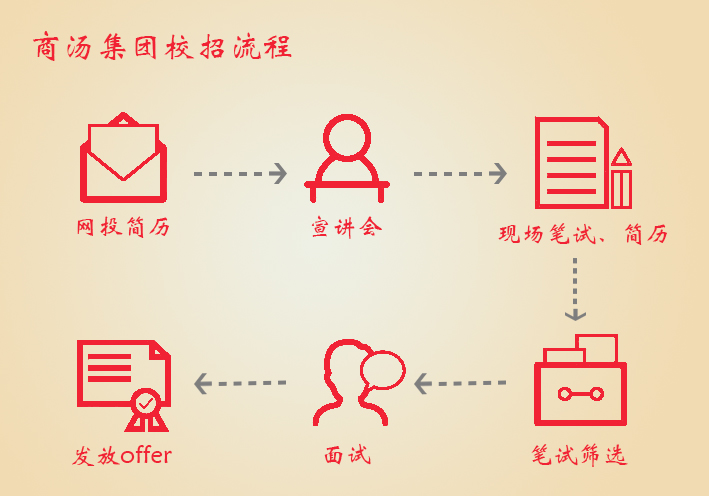 商汤集团校招流程
网投简历
宣讲会
现场笔试、简历
笔试筛选
面试
发放offer